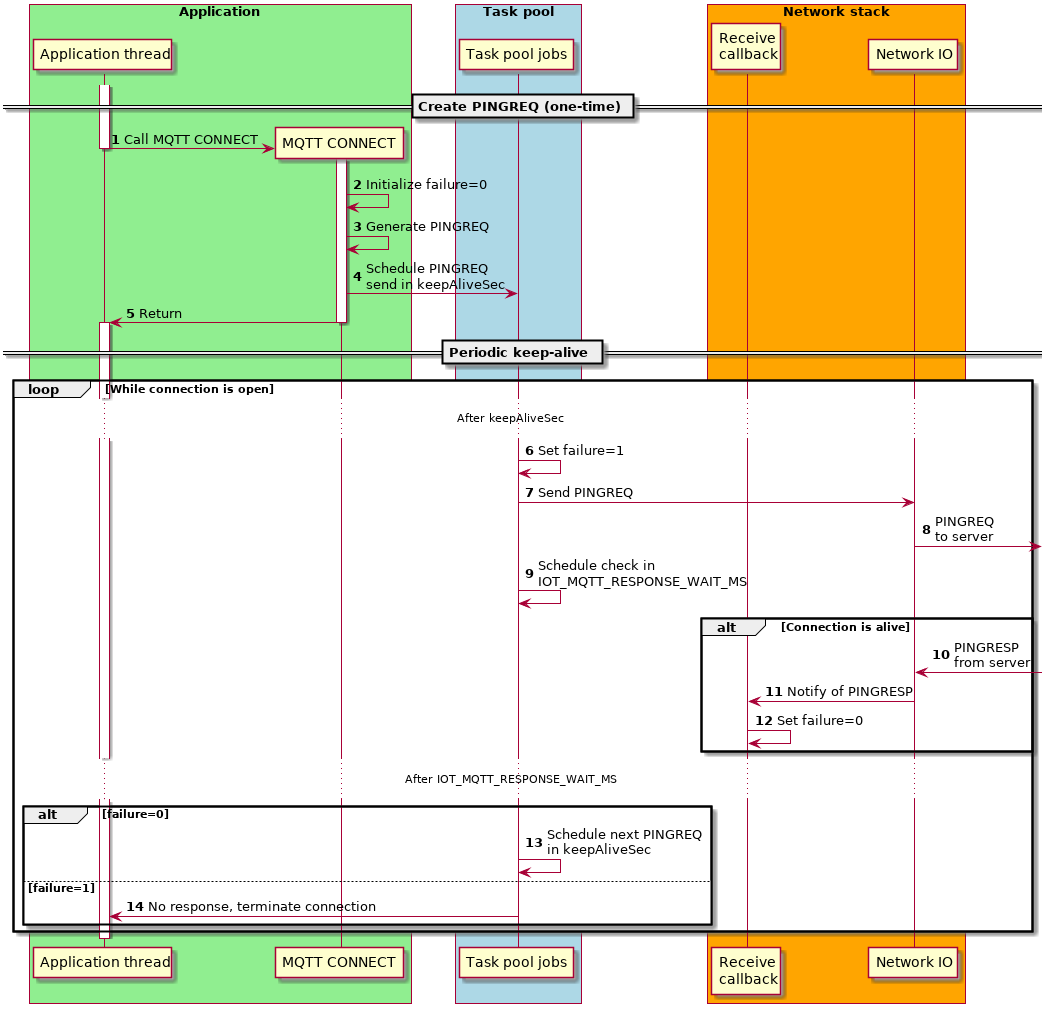 Application
Task pool
Network stack
Application thread
Task pool jobs
Receive
callback
Network IO
Create PINGREQ (one-time)
1 Call MQTT CONNECT
MQTT CONNECT
2 Initialize failure=0
3 Generate PINGREQ
4 Schedule PINGREQ
send in keepAliveSec
5 Return
Periodic keep-alive
loop [While connection is open]
After keepAliveSec
6 Set failure=1
7 Send PINGREQ
8 PINGREQ
to server
9 Schedule check in
IOT_MQTT_RESPONSE_WAIT_MS
alt [Connection is alive]
10 PINGRESP
from server
11 Notify of PINGRESP
12 Set failure=0
After IOT_MQTT_RESPONSE_WAIT_MS
alt [failure=0]
13 Schedule next PINGREQ
in keepAliveSec
[failure=1]
14 No response, terminate connection
Application thread
MQTT CONNECT
Task pool jobs
Receive
callback
Network IO